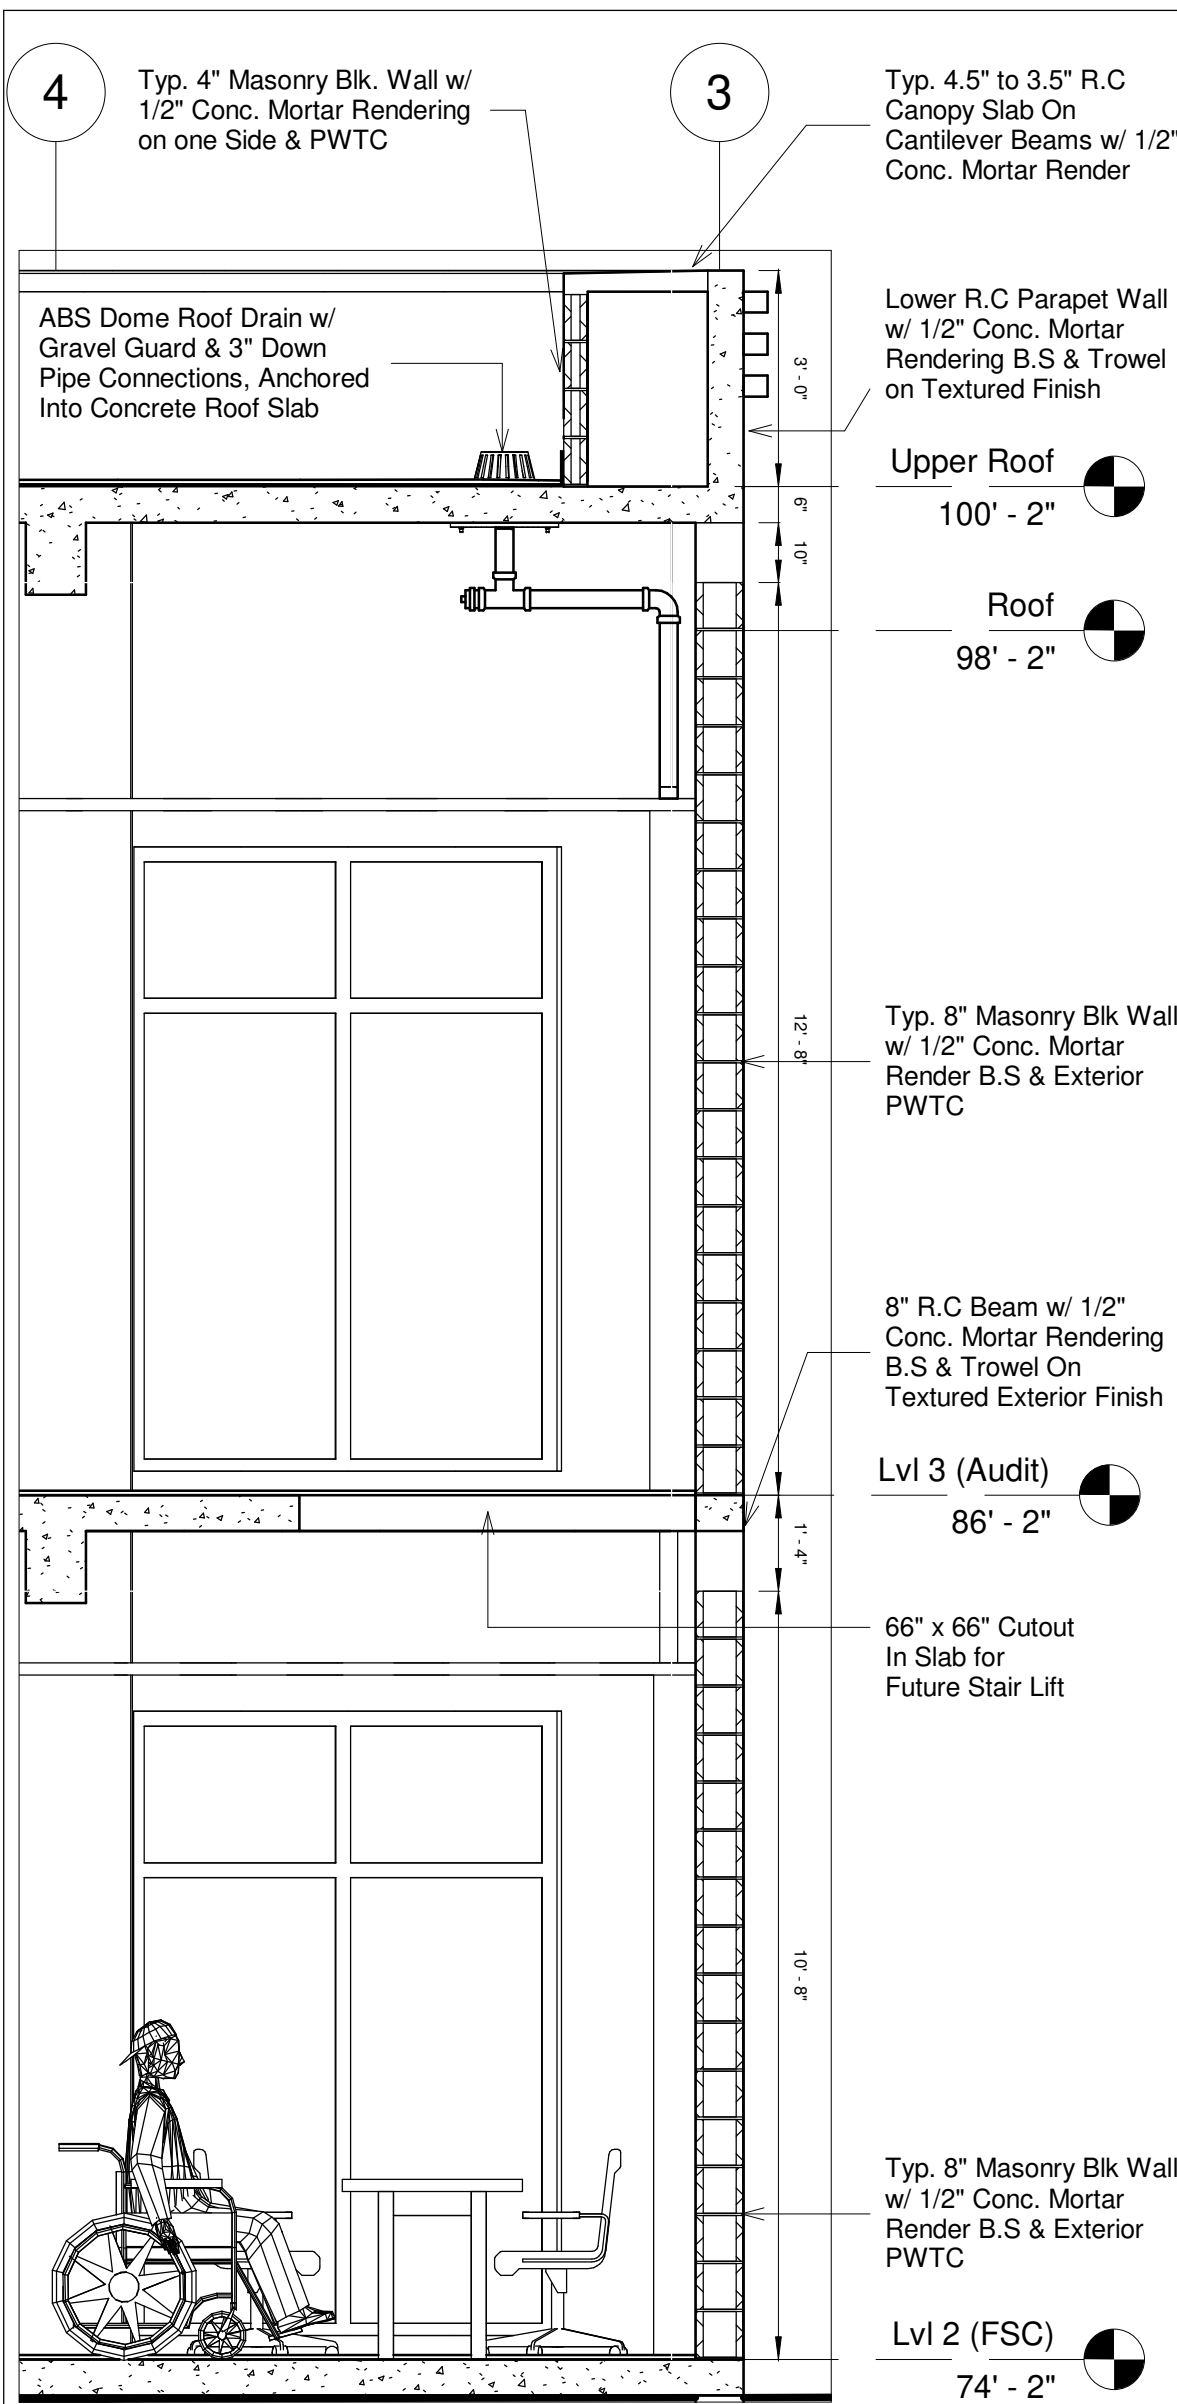 4
Typ. 4" Masonry Blk. Wall w/
1/2" Conc. Mortar Rendering
on one Side & PWTC
3
Typ. 4.5" to 3.5" R.C
Canopy Slab On
Cantilever Beams w/ 1/2"
Conc. Mortar Render
ABS Dome Roof Drain w/
Gravel Guard & 3" Down
Pipe Connections, Anchored
Into Concrete Roof Slab
3' - 0"
Lower R.C Parapet Wall
w/ 1/2" Conc. Mortar
Rendering B.S & Trowel
on Textured Finish
Upper Roof
100' - 2"
6"
10"
Roof
98' - 2"
12' - 8"
Typ. 8" Masonry Blk Wall
w/ 1/2" Conc. Mortar
Render B.S & Exterior
PWTC
8" R.C Beam w/ 1/2"
Conc. Mortar Rendering
B.S & Trowel On
Textured Exterior Finish
Lvl 3 (Audit)
86' - 2"
1' - 4"
66" x 66" Cutout
In Slab for
Future Stair Lift
10' - 8"
Typ. 8" Masonry Blk Wall
w/ 1/2" Conc. Mortar
Render B.S & Exterior
PWTC
Lvl 2 (FSC)
74' - 2"